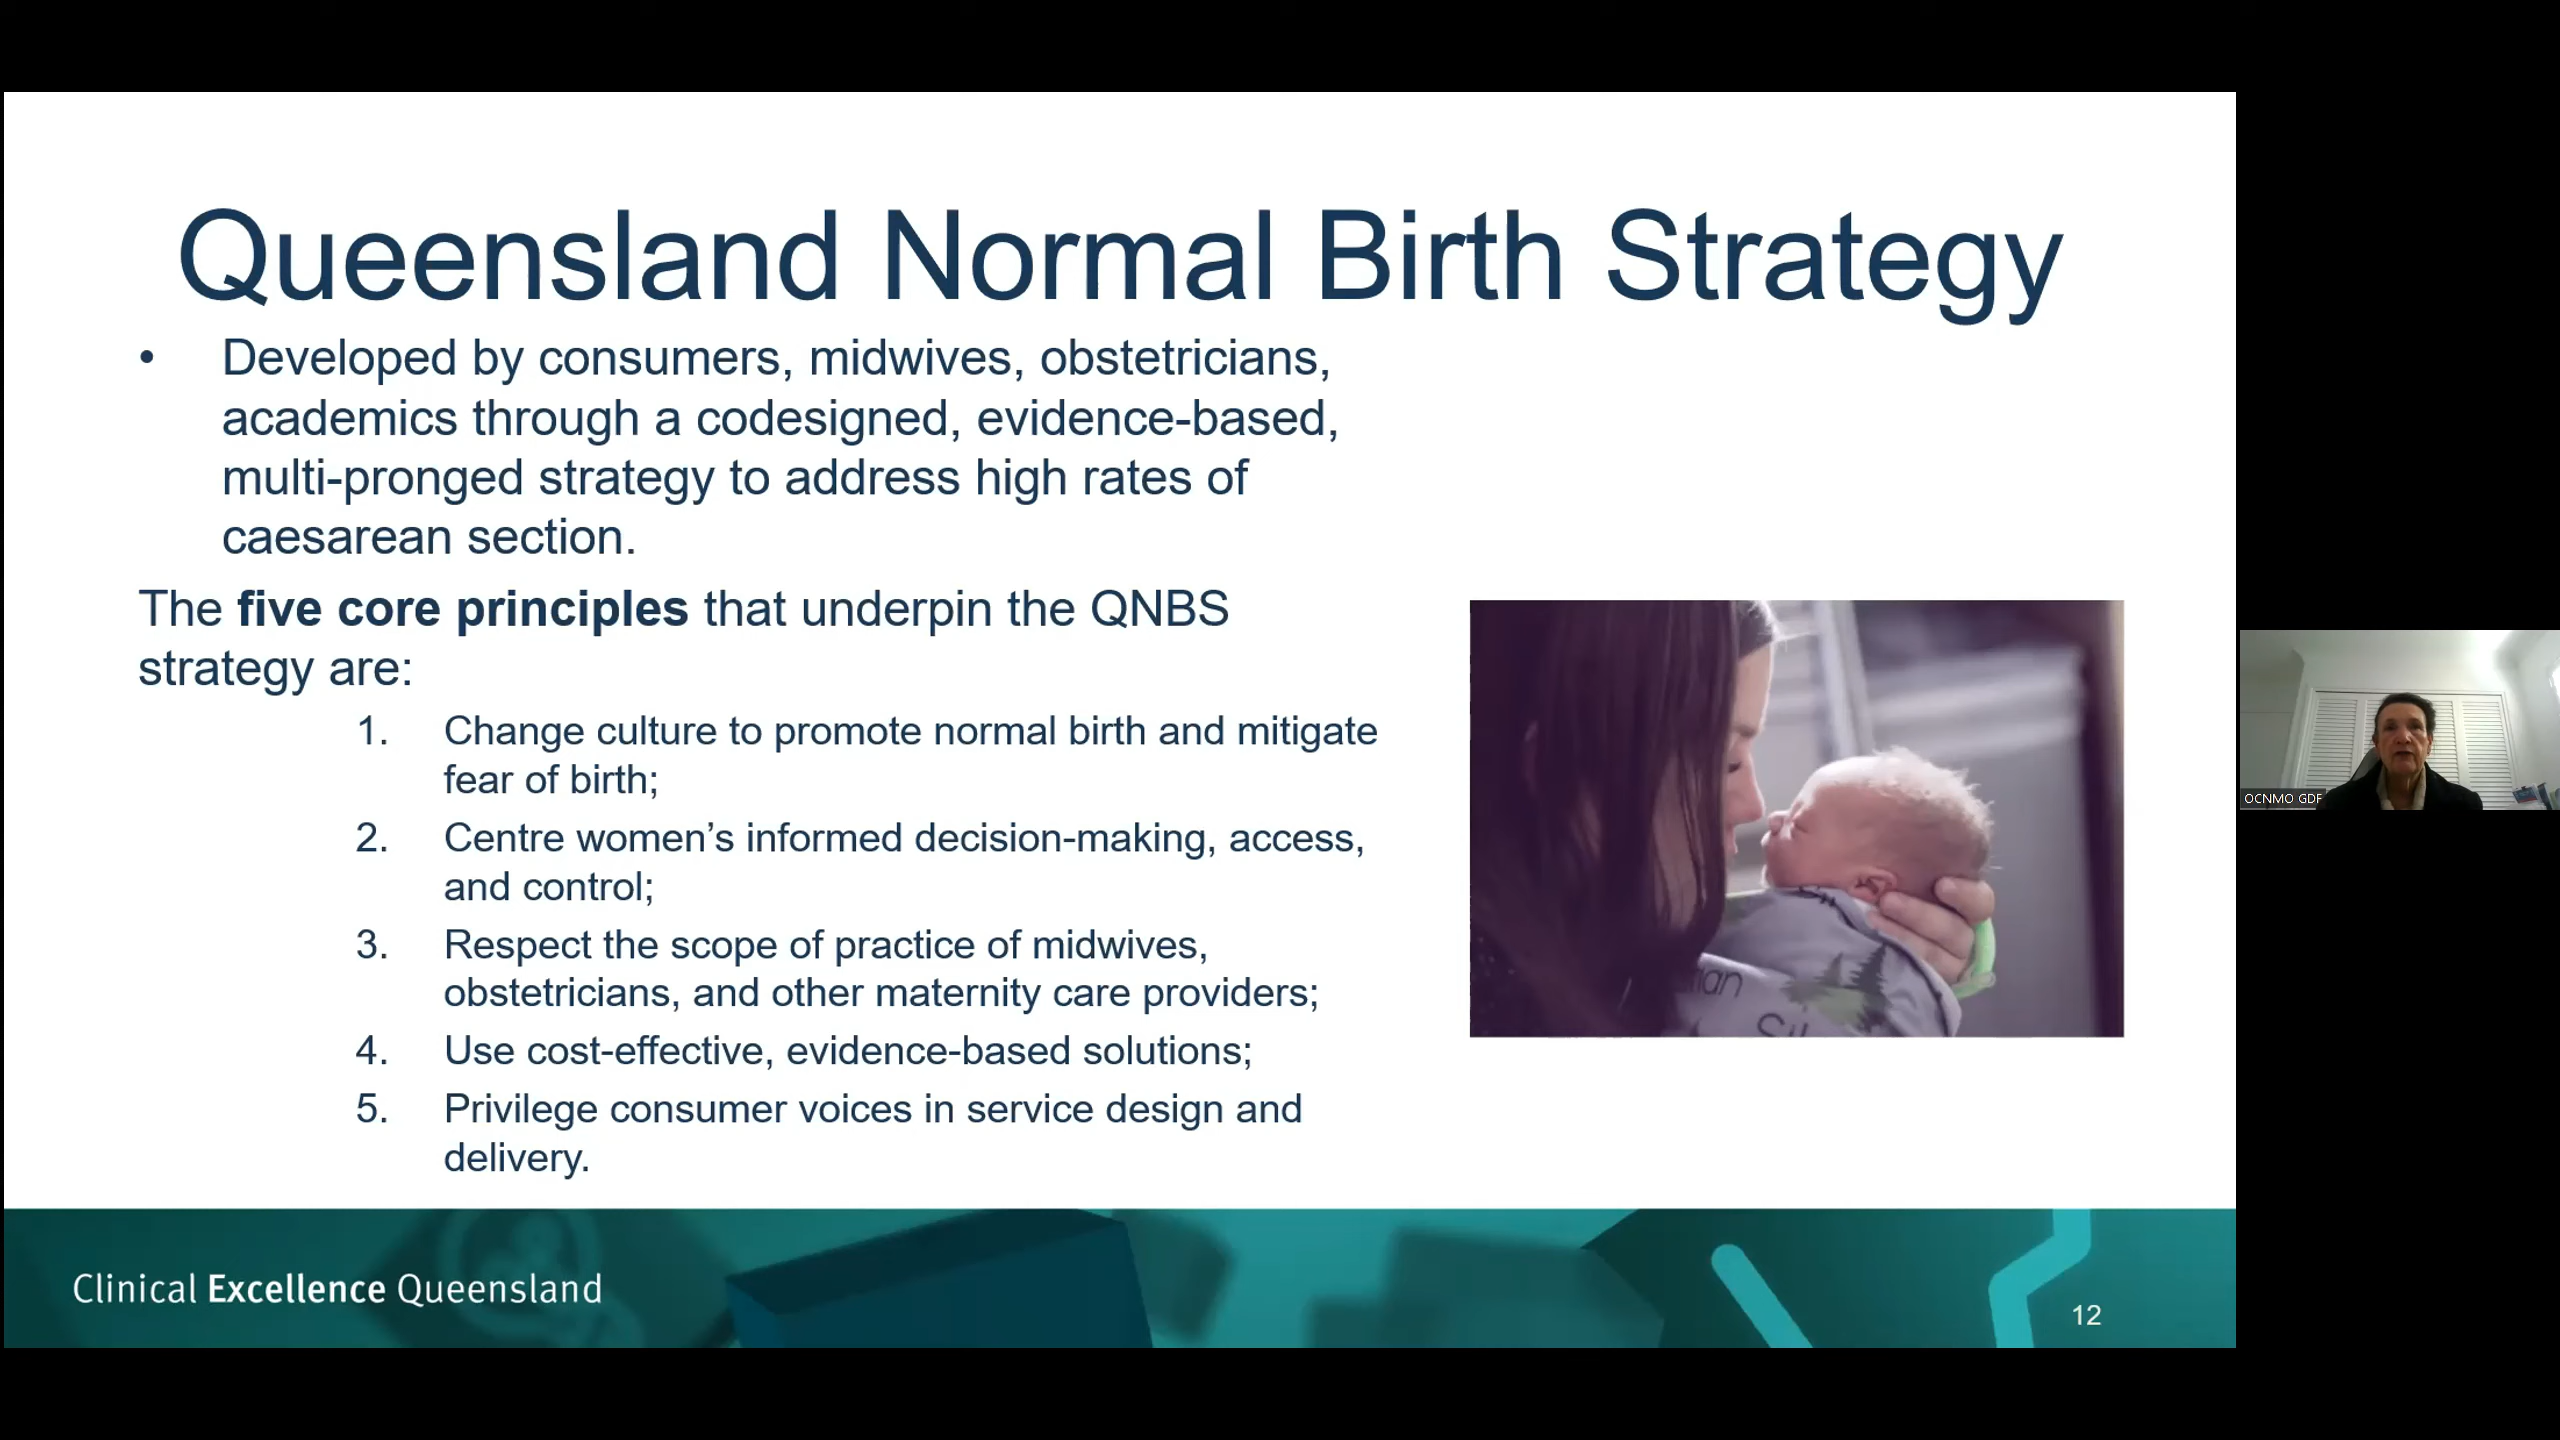 Queensland Normal Birth Strategy
• Developed by consumers, midwives, obstetricians,
academics through a codesigned, evidence-based,
multi-pronged strategy to address high rates of
caesarean section.
The five core principles that underpin the QNBS
strategy are:
1. Change culture to promote normal birth and mitigate
fear of birth;
2. Centre women’s informed decision-making, access,
and control;
3. Respect the scope of practice of midwives,
obstetricians, and other maternity care providers;
4. Use cost-effective, evidence-based solutions;
5. Privilege consumer voices in service design and
delivery.
OCNMO GDF
Clinical Excellence Queensland
12